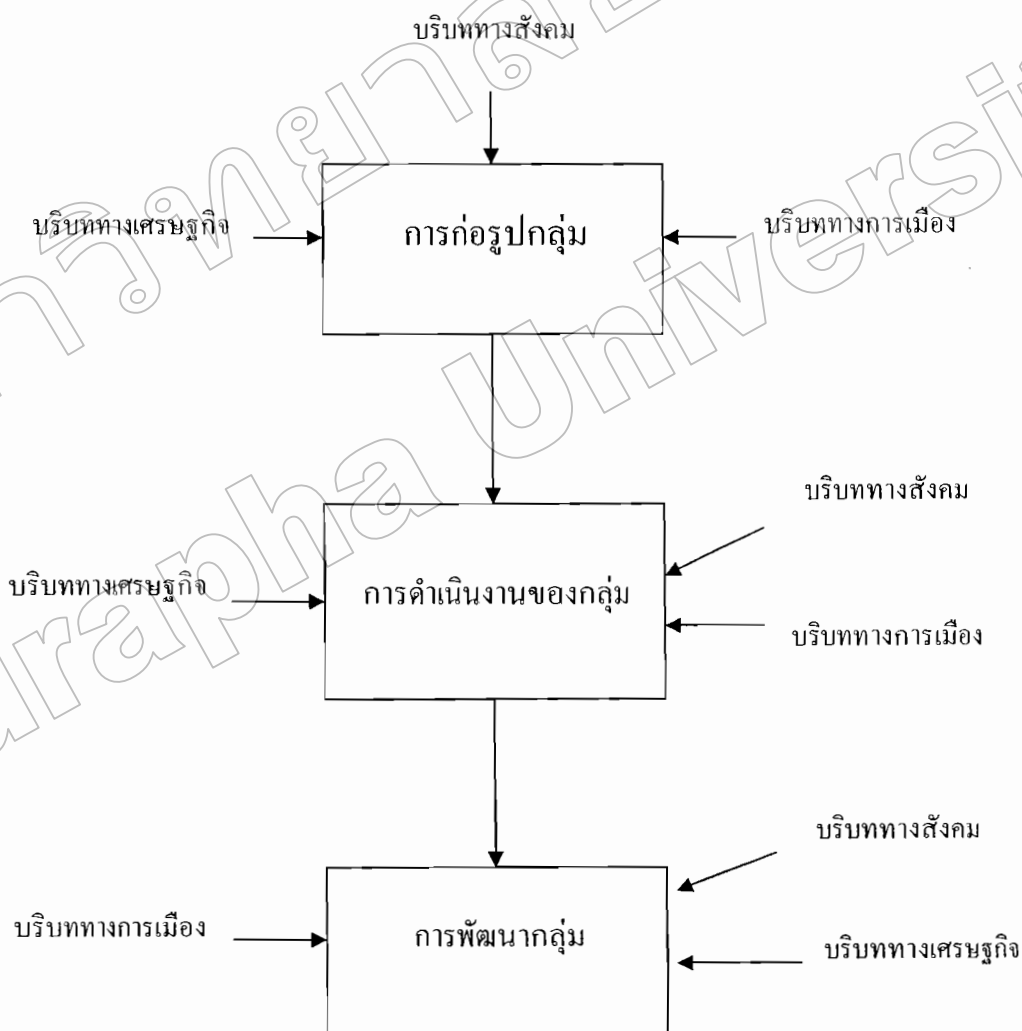 บริบททางสังคม
บริบททางเศรษฐกิจ
การก่อรูปกลุ่ม
บริบททางการเมือง
บริบททางสังคม
บริบททางเศรษฐกิจ
การดำเนินงานของกลุ่ม
บริบททางการเมือง
บริบททางสังคม
บริบททางการเมือง
การพัฒนากลุ่ม
บริบททางเศรษฐกิจ